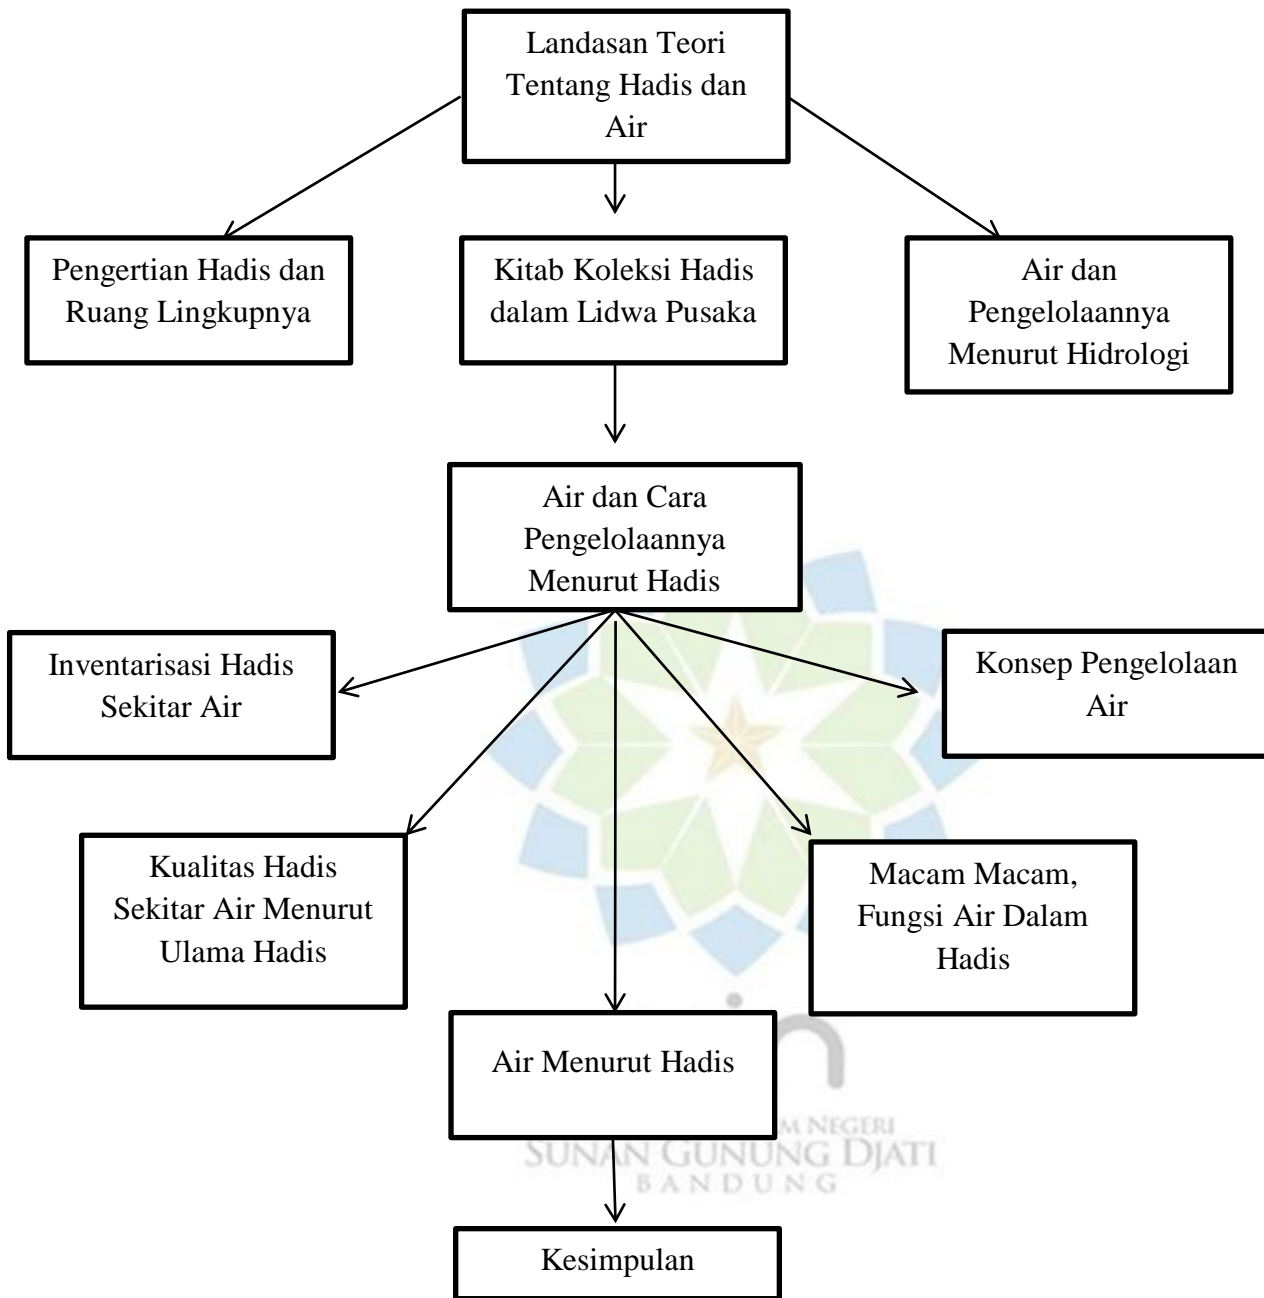 Landasan Teori
Tentang Hadis dan
Air
Pengertian Hadis dan
Ruang Lingkupnya
Kitab Koleksi Hadis
dalam Lidwa Pusaka
Air dan
Pengelolaannya
Menurut Hidrologi
Air dan Cara
Pengelolaannya
Menurut Hadis
Inventarisasi Hadis
Sekitar Air
Konsep Pengelolaan
Air
Kualitas Hadis
Sekitar Air Menurut
Ulama Hadis
Macam Macam,
Fungsi Air Dalam
Hadis
Air Menurut Hadis
NEGERI
SUNAN GUNUNG DJATI
BANDUNG
Kesimpulan